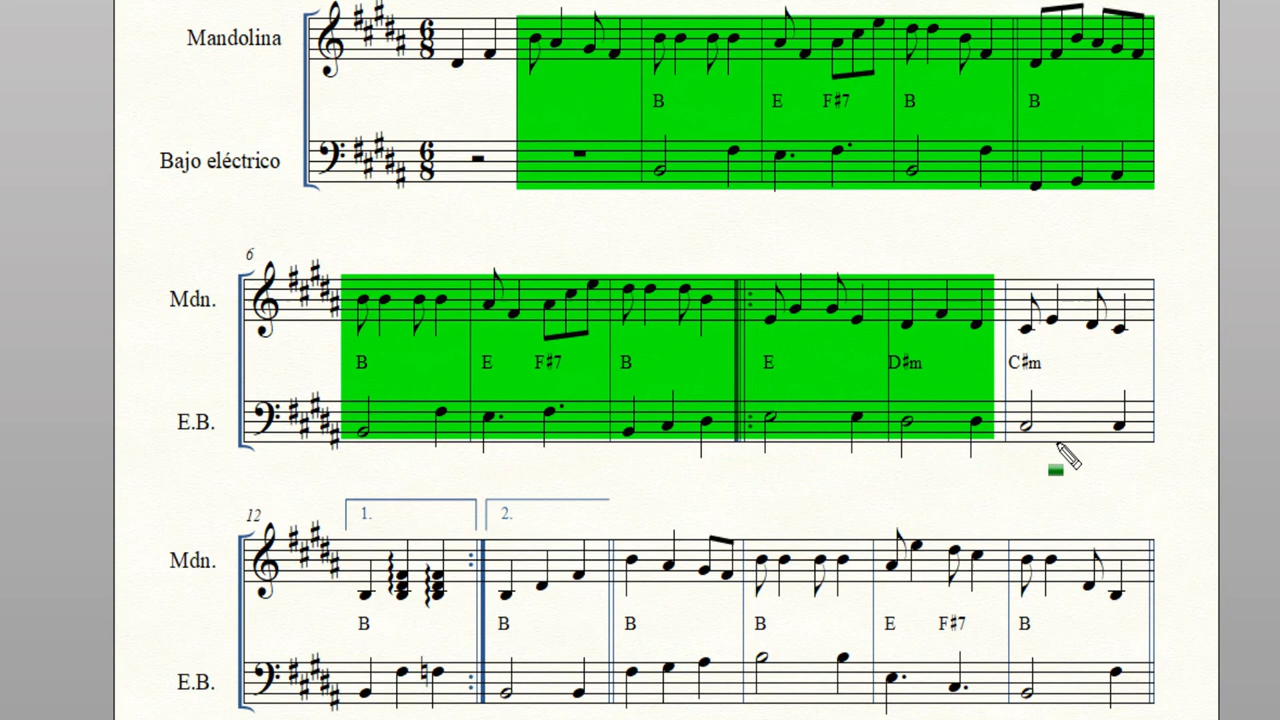 Mandolina
6
8
B E F♯7 B B
Bajo eléctrico
6
8
6
Mdn.
B E F♯7 B E D♯m C♯m
E.B.
12
1. 2.
Mdn.
B B B B E F♯7 B
E.B.